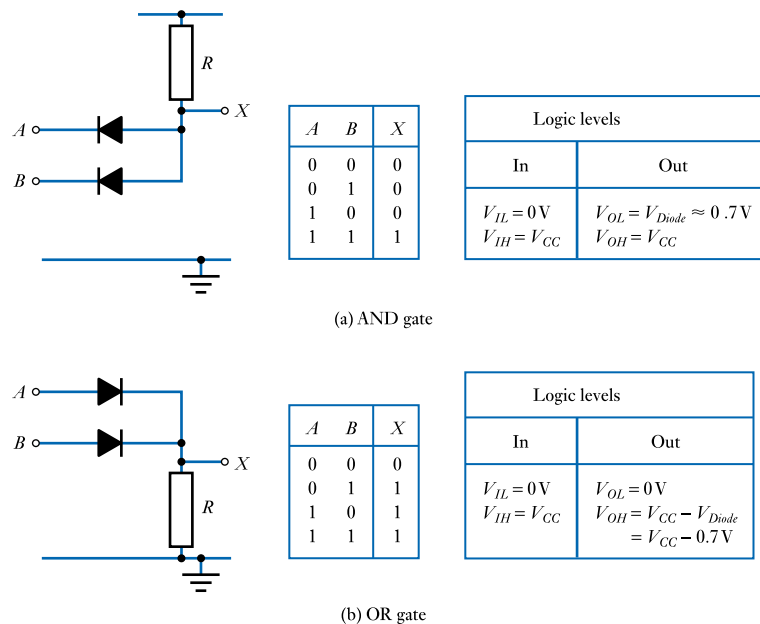 R
X
A
B
A B X
0 0 0
0 1 0
1 0 0
1 1 1
Logic levels
In Out
V_IL = 0 V V_OL = V_Diode ≈ 0.7 V
V_IH = V_CC V_OH = V_CC
(a) AND gate
A
B
X
R
A B X
0 0 0
0 1 1
1 0 1
1 1 1
Logic levels
In Out
V_IL = 0 V V_OL = 0 V
V_IH = V_CC V_OH = V_CC − V_Diode
= V_CC − 0.7 V
(b) OR gate